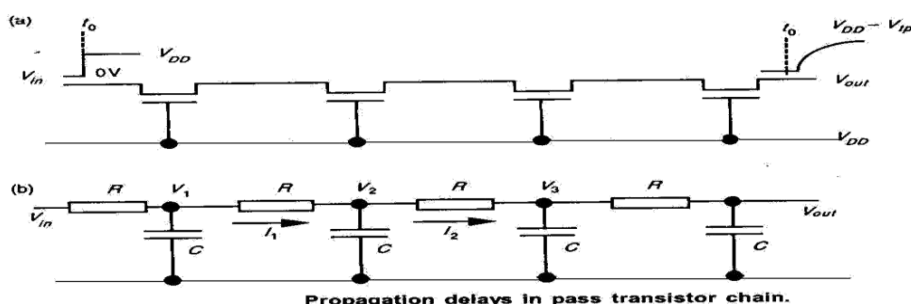 (a)
t₀
V_DD
V_in
0V
t₀
V_DD – V_tp
V_out
V_DD
(b)
R
V₁
R
V₂
R
V₃
R
V_in
I₁
I₂
V_out
C
C
C
C
Propagation delays in pass transistor chain.